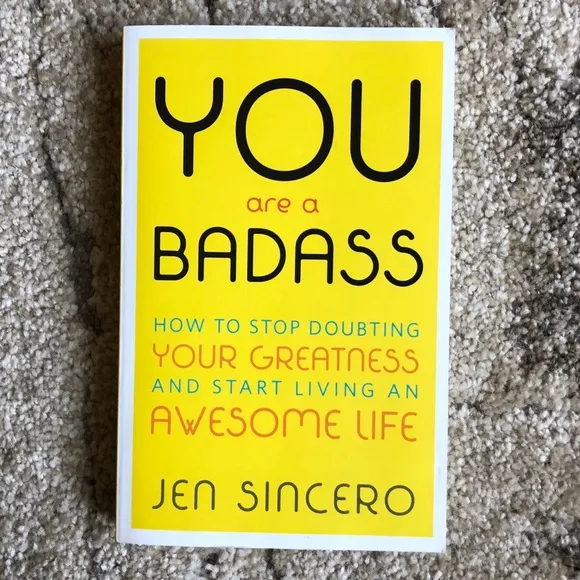 YOU
are a
BADASS
HOW TO STOP DOUBTING
YOUR GREATNESS
AND START LIVING AN
AWESOME LIFE
JEN SINCERO